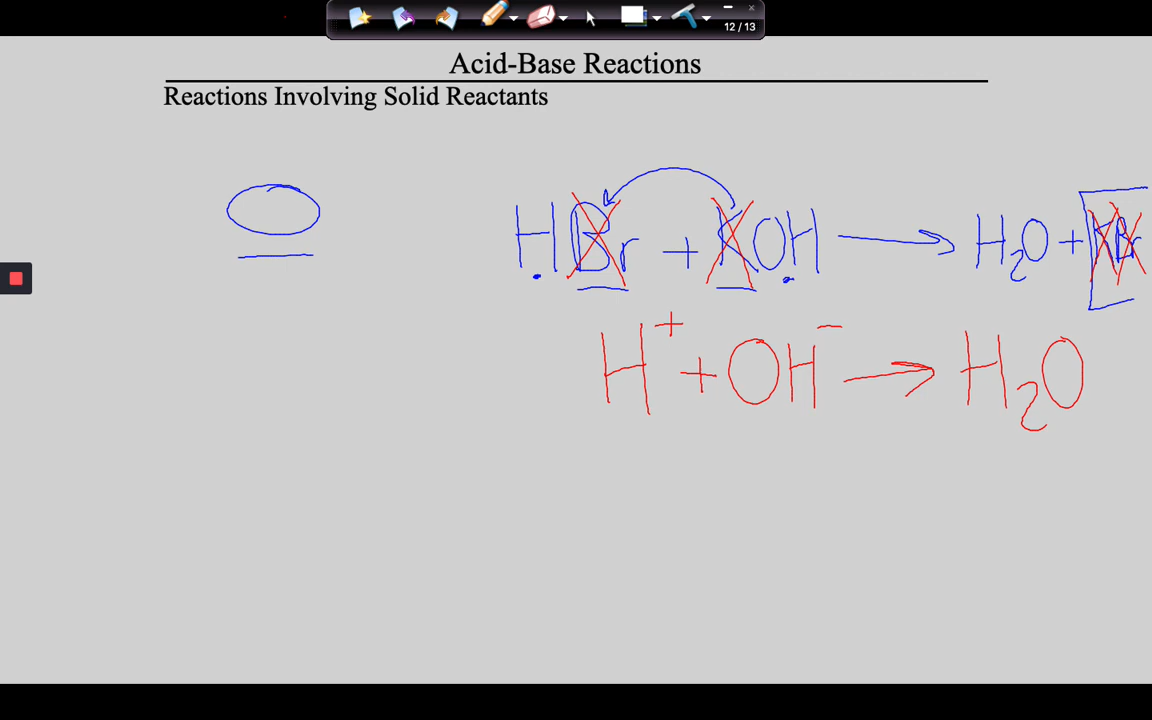 12 / 13
Acid-Base Reactions
Reactions Involving Solid Reactants
HBr + KOH → H₂O + KBr
H⁺ + OH⁻ → H₂O